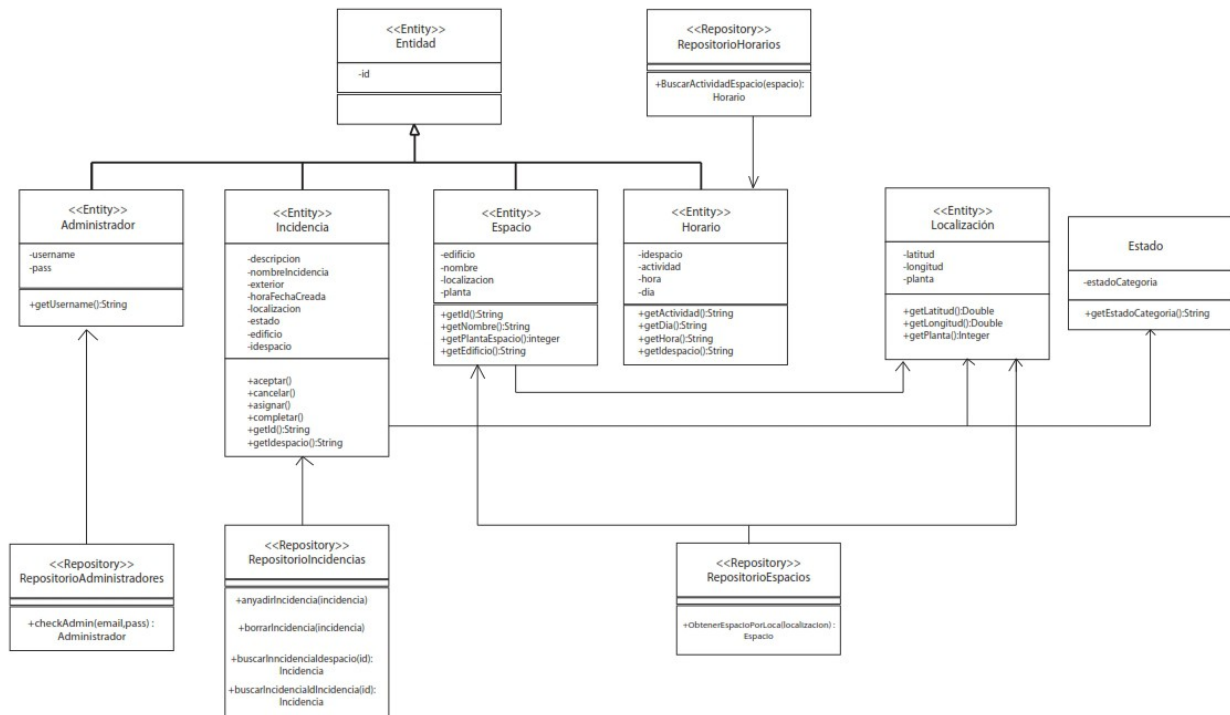 <<Entity>>
Entidad
-id
<<Repository>>
RepositorioHorarios
+BuscarActividadEspacio(espacio):
Horario
<<Entity>>
Administrador
-username
-pass
+getUsername():String
<<Entity>>
Incidencia
-descripcion
-nombreIncidencia
-exterior
-horaFechaCreada
-localizacion
-estado
-edificio
-idespacio
+aceptar()
+cancelar()
+asignar()
+completar()
+getId():String
+getIdespacio():String
<<Entity>>
Espacio
-edificio
-nombre
-localizacion
-planta
+getId():String
+getNombre():String
+getPlantaEspacio():integer
+getEdificio():String
<<Entity>>
Horario
-idespacio
-actividad
-hora
-dia
+getActividad():String
+getDia():String
+getHora():String
+getIdespacio():String
<<Entity>>
Localización
-latitud
-longitud
-planta
+getLatitud():Double
+getLongitud():Double
+getPlanta():Integer
Estado
-estadoCategoria
+getEstadoCategoria():String
<<Repository>>
RepositorioAdministradores
+checkAdmin(email,pass) :
Administrador
<<Repository>>
RepositorioIncidencias
+anyadirIncidencia(incidencia)
+borrarIncidencia(incidencia)
+buscarInncidenciaIdespacio(id):
Incidencia
+buscarIncidenciaIdIncidencia(id):
Incidencia
<<Repository>>
RepositorioEspacios
+ObtenerEspacioPorLoca(localizacion) :
Espacio